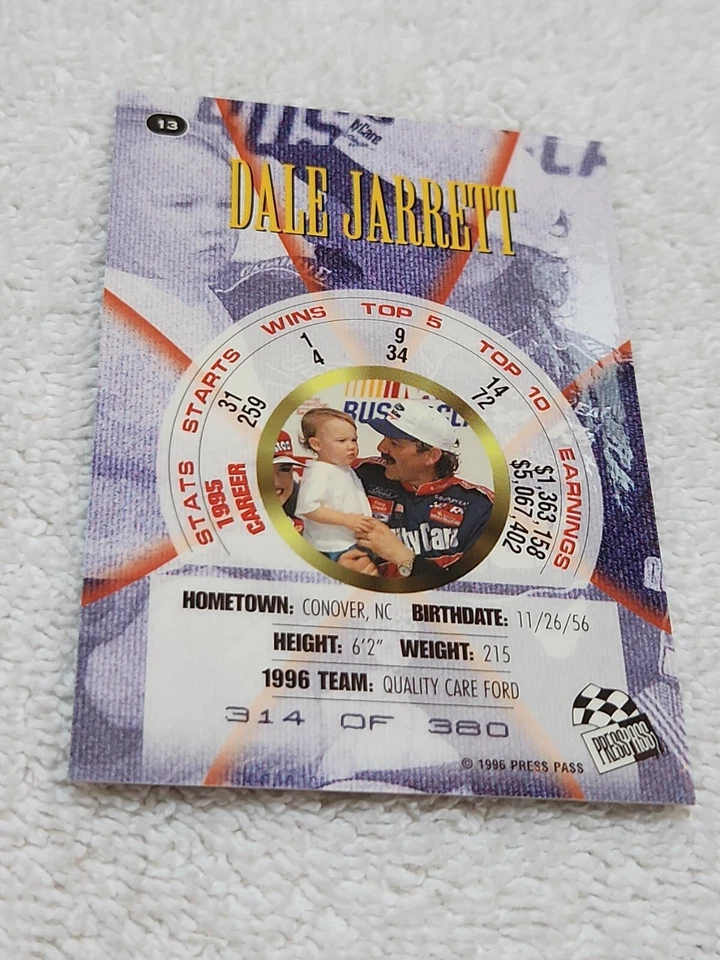 13
DALE JARRETT
STATS STARTS WINS TOP 5 TOP 10 EARNINGS
1995 31 1 9 14 $1,363,158
CAREER 259 4 34 72 $5,067,402
HOMETOWN: CONOVER, NC BIRTHDATE: 11/26/56
HEIGHT: 6'2" WEIGHT: 215
1996 TEAM: QUALITY CARE FORD
314 OF 380
PRESS PASS
© 1996 PRESS PASS